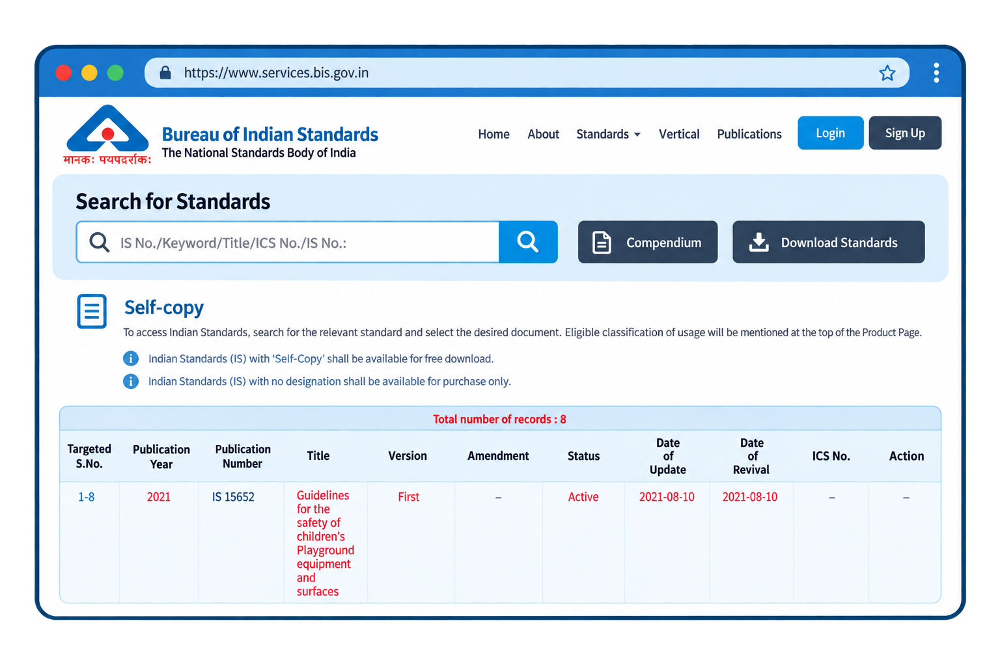 https://www.services.bis.gov.in
Bureau of Indian Standards
The National Standards Body of India
मानकः पयपदर्राकः
Home About Standards Vertical Publications Login Sign Up
Search for Standards
IS No./Keyword/Title/ICS No./IS No.:
Compendium
Download Standards
Self-copy
To access Indian Standards, search for the relevant standard and select the desired document. Eligible classification of usage will be mentioned at the top of the Product Page.
Indian Standards (IS) with ‘Self-Copy’ shall be available for free download.
Indian Standards (IS) with no designation shall be available for purchase only.
Total number of records : 8
Targeted S.No. Publication Year Publication Number Title Version Amendment Status Date of Update Date of Revival ICS No. Action
1-8 2021 IS 15652 Guidelines First – Active 2021-08-10 2021-08-10 – –
for the
safety of
children’s
Playground
equipment
and
surfaces